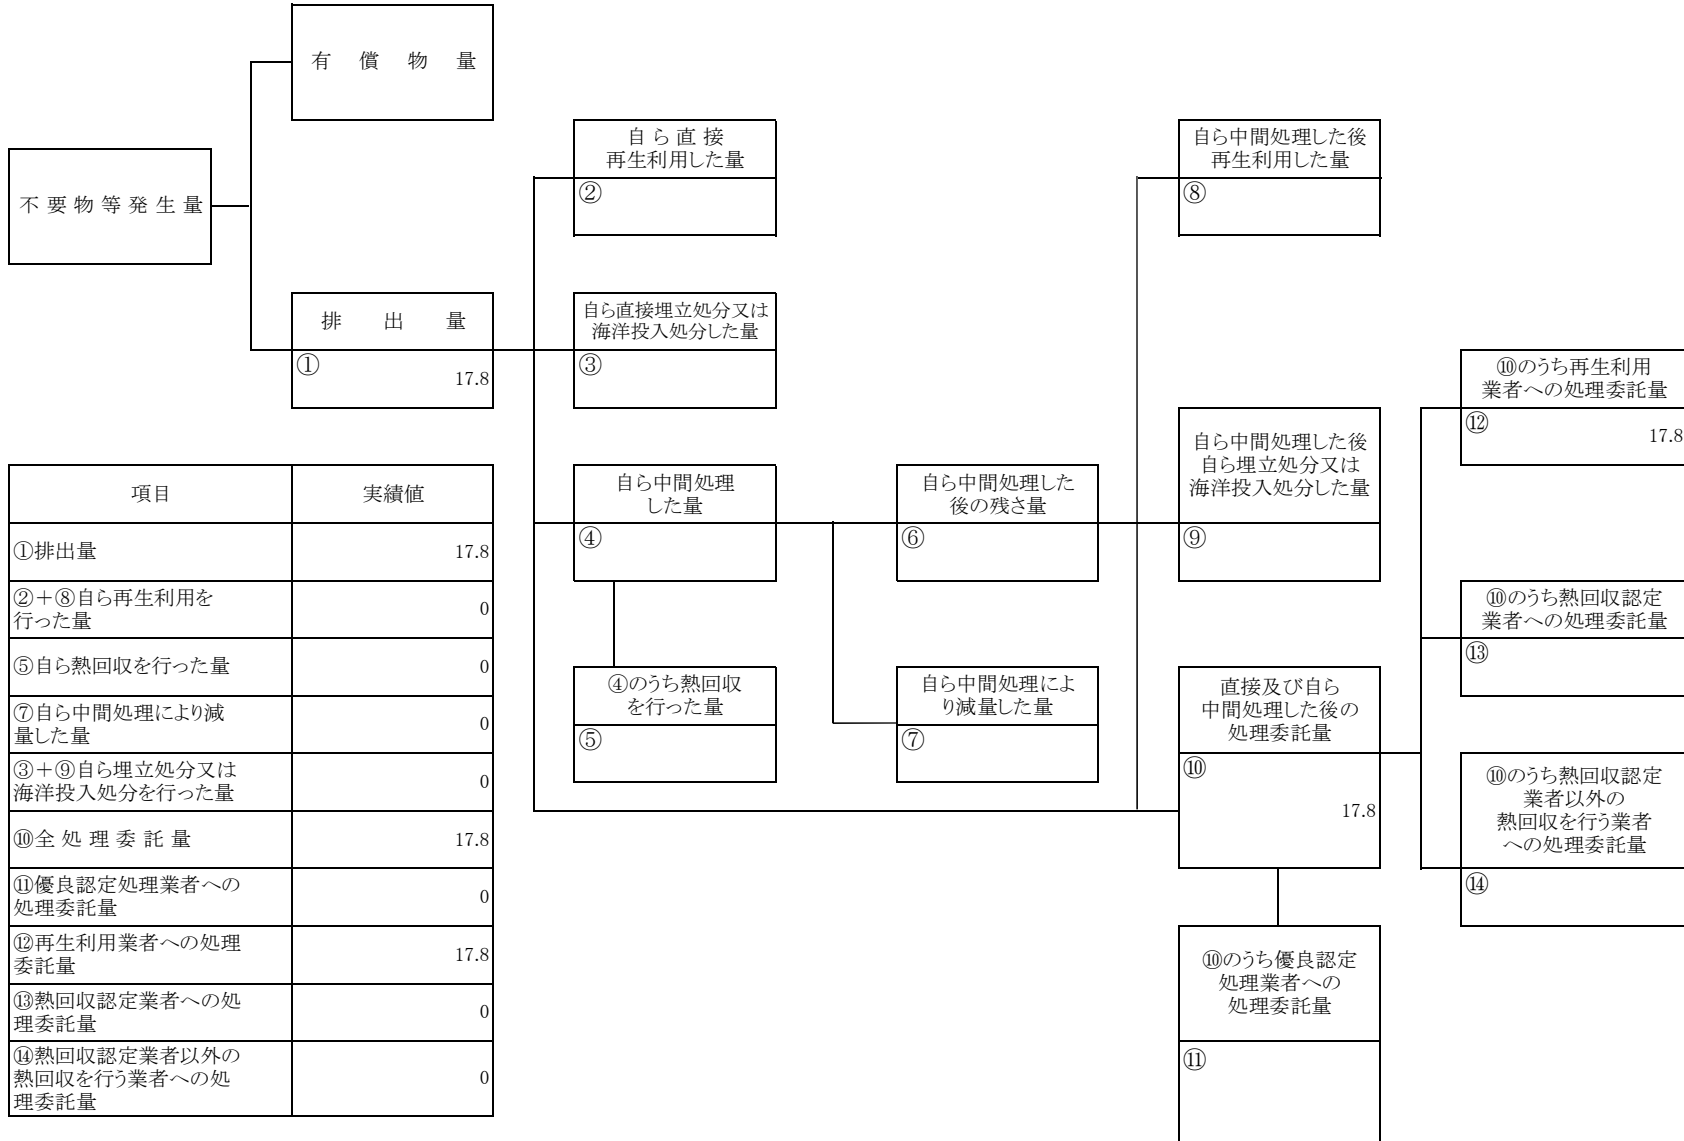 有償物量
不要物等発生量
排出量
①
17.8
自ら直接
再生利用した量
②
自ら直接埋立処分又は
海洋投入処分した量
③
自ら中間処理
した量
④
④のうち熱回収
を行った量
⑤
自ら中間処理した
後の残さ量
⑥
自ら中間処理によ
り減量した量
⑦
自ら中間処理した後
再生利用した量
⑧
自ら中間処理した後
自ら埋立処分又は
海洋投入処分した量
⑨
直接及び自ら
中間処理した後の
処理委託量
⑩
17.8
⑩のうち優良認定
処理業者への
処理委託量
⑪
⑩のうち再生利用
業者への処理委託量
⑫
17.8
⑩のうち熱回収認定
業者への処理委託量
⑬
⑩のうち熱回収認定
業者以外の
熱回収を行う業者
への処理委託量
⑭
項目 実績値
①排出量 17.8
②+⑧自ら再生利用を
行った量 0
⑤自ら熱回収を行った量 0
⑦自ら中間処理により減
量した量 0
③+⑨自ら埋立処分又は
海洋投入処分を行った量 0
⑩全処理委託量 17.8
⑪優良認定処理業者への
処理委託量 0
⑫再生利用業者への処理
委託量 17.8
⑬熱回収認定業者への処
理委託量 0
⑭熱回収認定業者以外の
熱回収を行う業者への処
理委託量 0